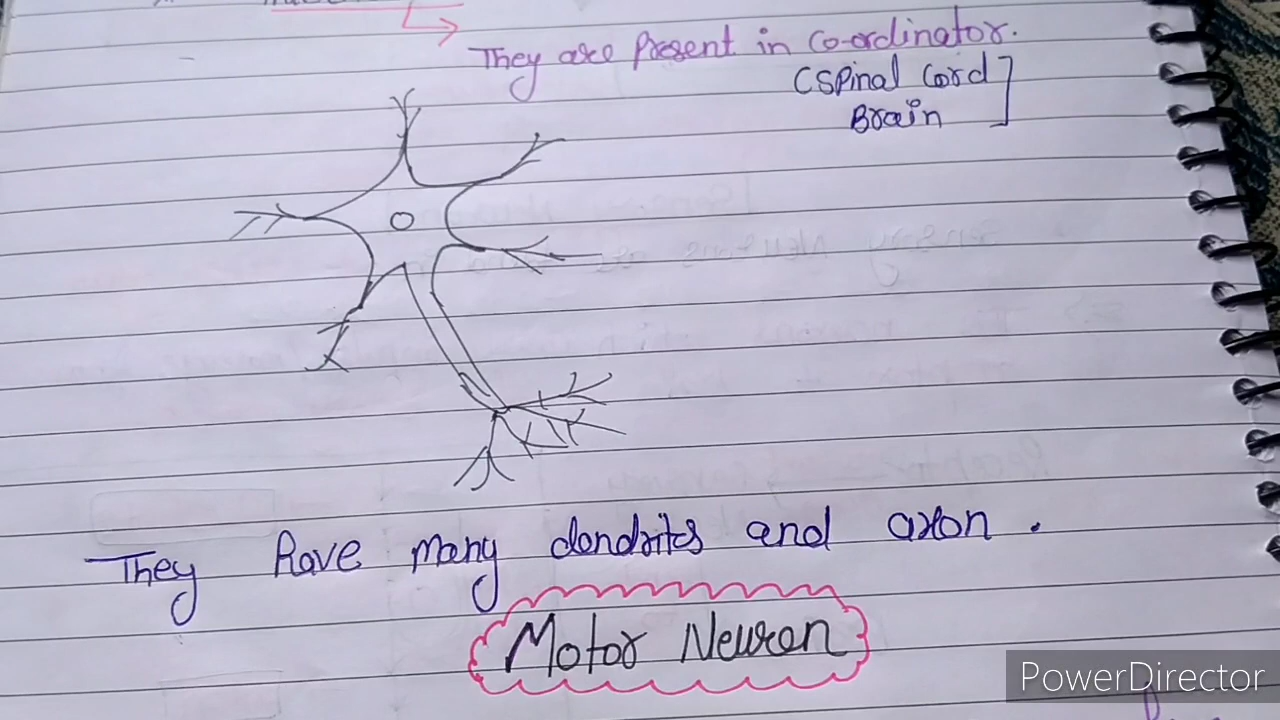 They are present in Co-ordinator.
(Spinal Cord
Brain]
They have many dendrites and axon.
Motor Neuron
PowerDirector